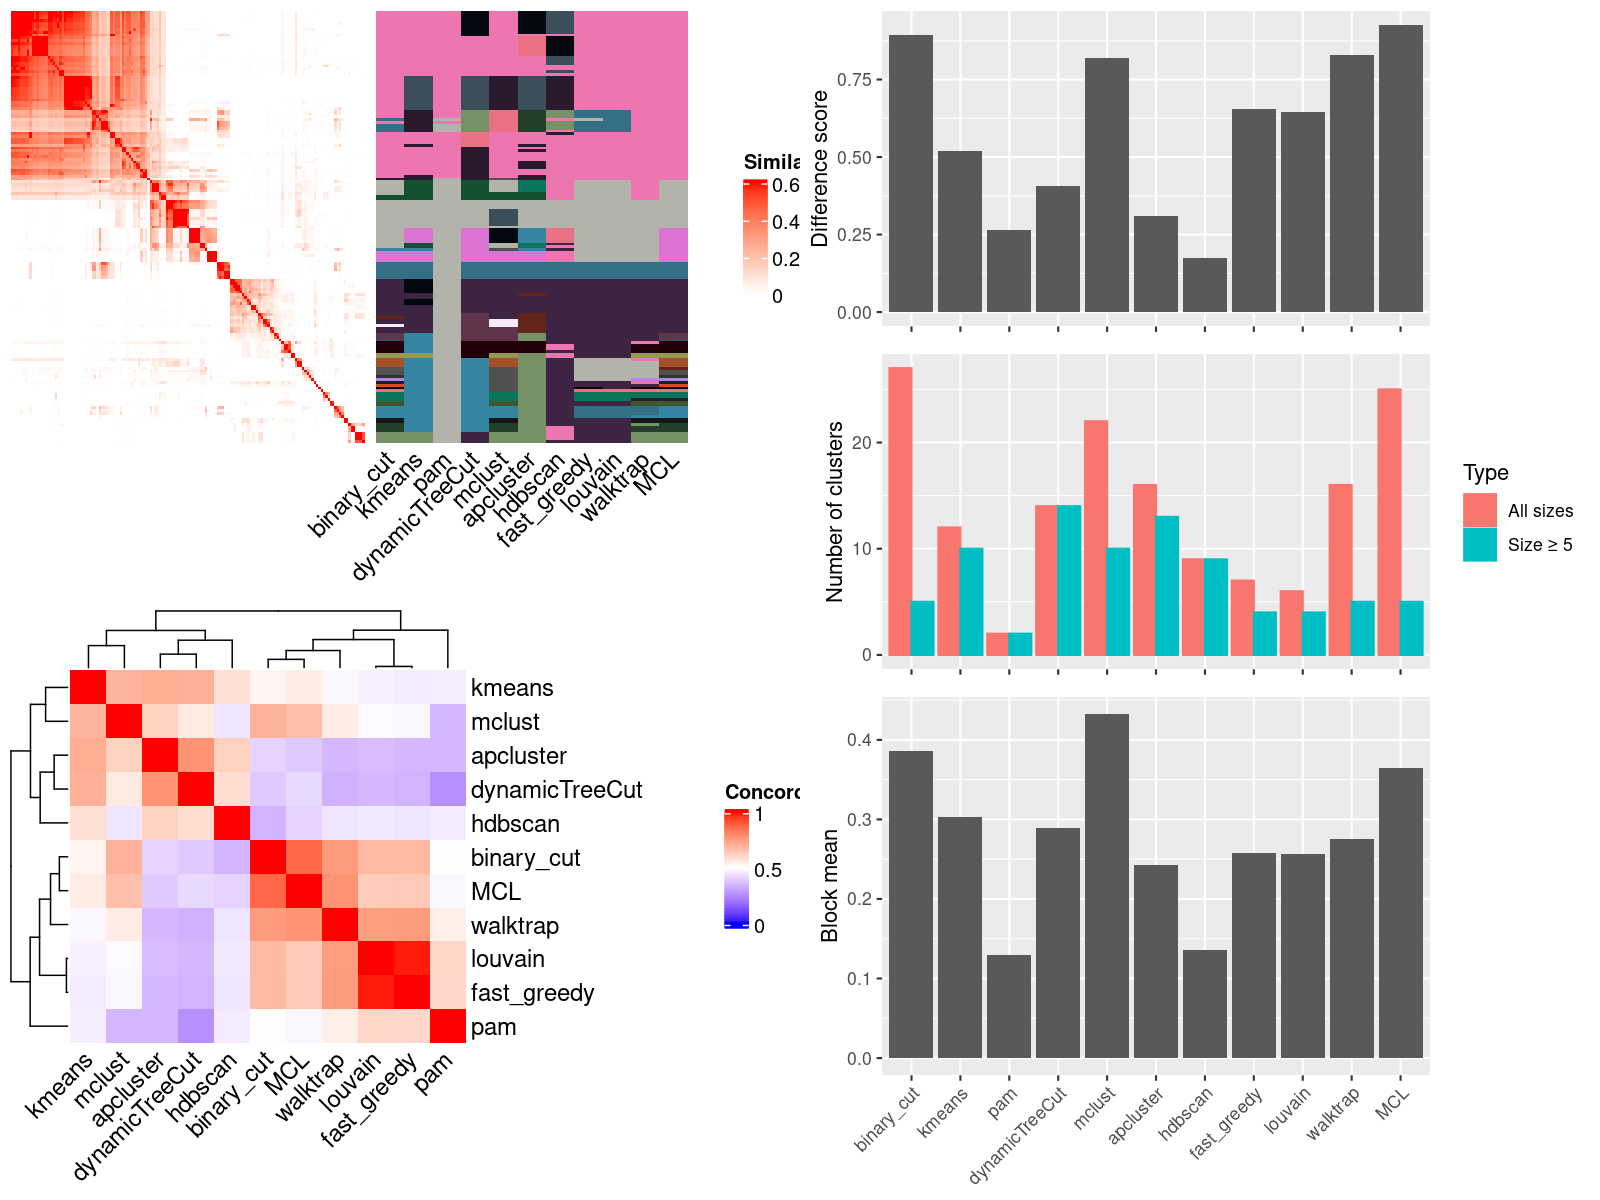 Simila
0.6
0.4
0.2
0
binary_cut
kmeans
pam
dynamicTreeCut
mclust
apcluster
hdbscan
fast_greedy
louvain
walktrap
MCL
Difference score
0.75
0.50
0.25
0.00
Number of clusters
20
10
0
Type
All sizes
Size ≥ 5
kmeans
mclust
apcluster
dynamicTreeCut
hdbscan
binary_cut
MCL
walktrap
louvain
fast_greedy
pam
kmeans
mclust
apcluster
dynamicTreeCut
hdbscan
binary_cut
MCL
walktrap
louvain
fast_greedy
pam
Concord
1
0.5
0
Block mean
0.4
0.3
0.2
0.1
0.0
binary_cut
kmeans
pam
dynamicTreeCut
mclust
apcluster
hdbscan
fast_greedy
louvain
walktrap
MCL